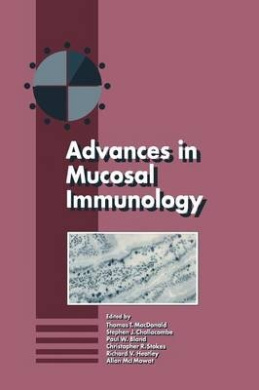 Advances in
Mucosal
Immunology
Edited by
Thomas T. MacDonald
Stephen J. Challacombe
Paul W. Bland
Christopher R. Stokes
Richard V. Heatley
Allan McI Mowat